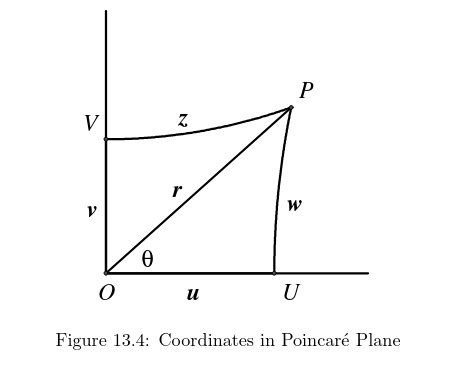 P
V
z
r
v
w
θ
O
u
U
Figure 13.4: Coordinates in Poincaré Plane